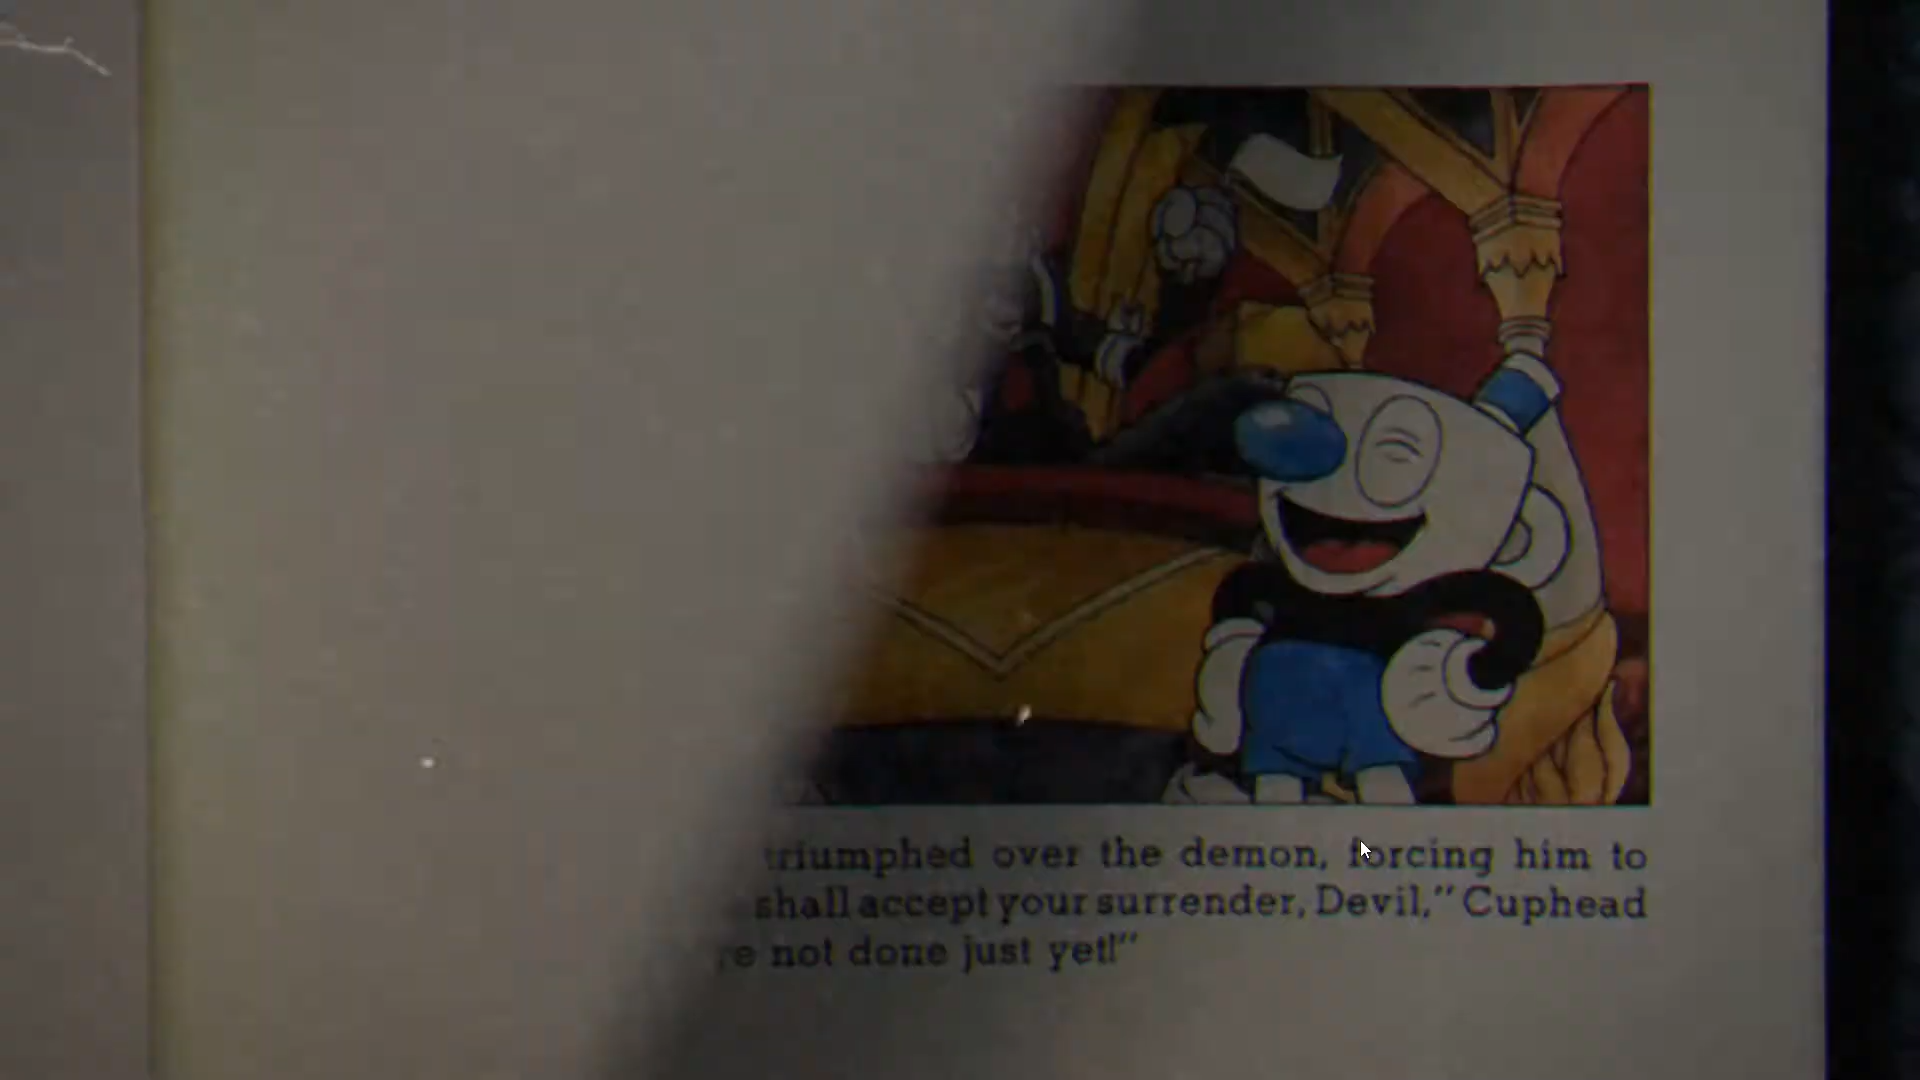 triumphed over the demon, forcing him to
shall accept your surrender, Devil," Cuphead
not done just yet!"